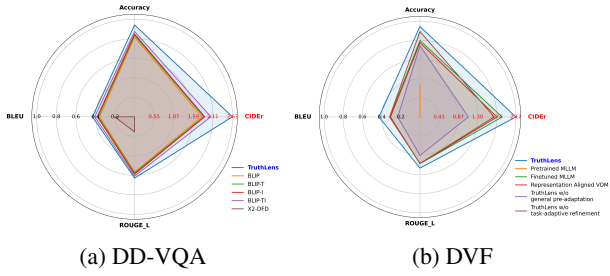 Accuracy
BLEU 1.0 0.8 0.6 0.4 0.2 0.55 1.07 1.59 2.11 2.63 CIDEr
ROUGE_L
TruthLens
BLIP
BLIP-T
BLIP-I
BLIP-TI
X2-DFD
(a) DD-VQA
Accuracy
BLEU 1.0 0.8 0.6 0.4 0.2 0.43 0.87 1.30 CIDEr
ROUGE_L
TruthLens
Pretrained MLLM
Finetuned MLLM
Representation Aligned VOM
TruthLens w/o
general pre-adaptation
TruthLens w/o
task-adaptive refinement
(b) DVF